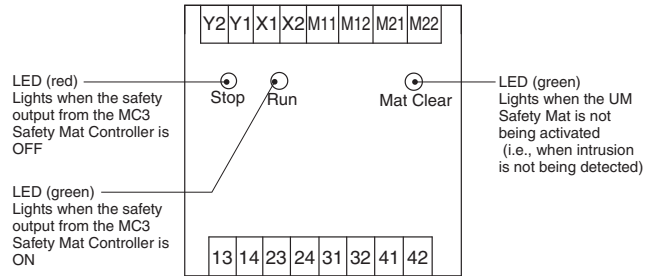 Y2 Y1 X1 X2 M11 M12 M21 M22
LED (red)
Lights when the safety
output from the MC3
Safety Mat Controller is
OFF
Stop
Run
Mat Clear
LED (green)
Lights when the UM
Safety Mat is not
being activated
(i.e., when intrusion
is not being detected)
LED (green)
Lights when the safety
output from the MC3
Safety Mat Controller is
ON
13 14 23 24 31 32 41 42